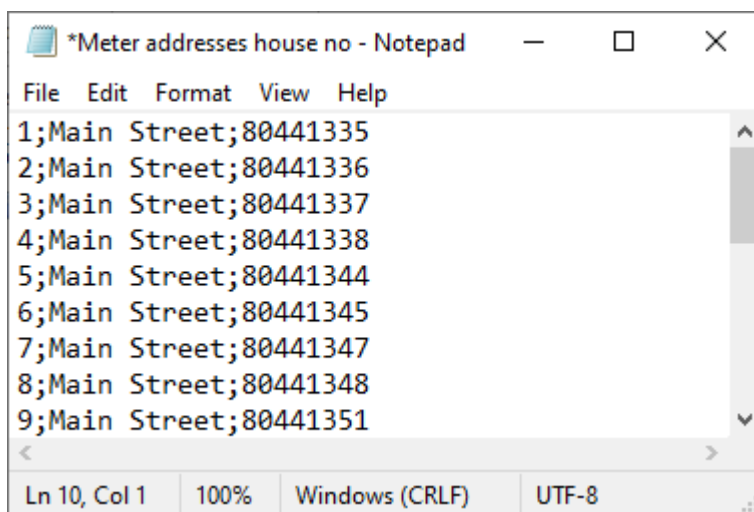 *Meter addresses house no - Notepad
File Edit Format View Help
1;Main Street;80441335
2;Main Street;80441336
3;Main Street;80441337
4;Main Street;80441338
5;Main Street;80441344
6;Main Street;80441345
7;Main Street;80441347
8;Main Street;80441348
9;Main Street;80441351
Ln 10, Col 1 100% Windows (CRLF) UTF-8